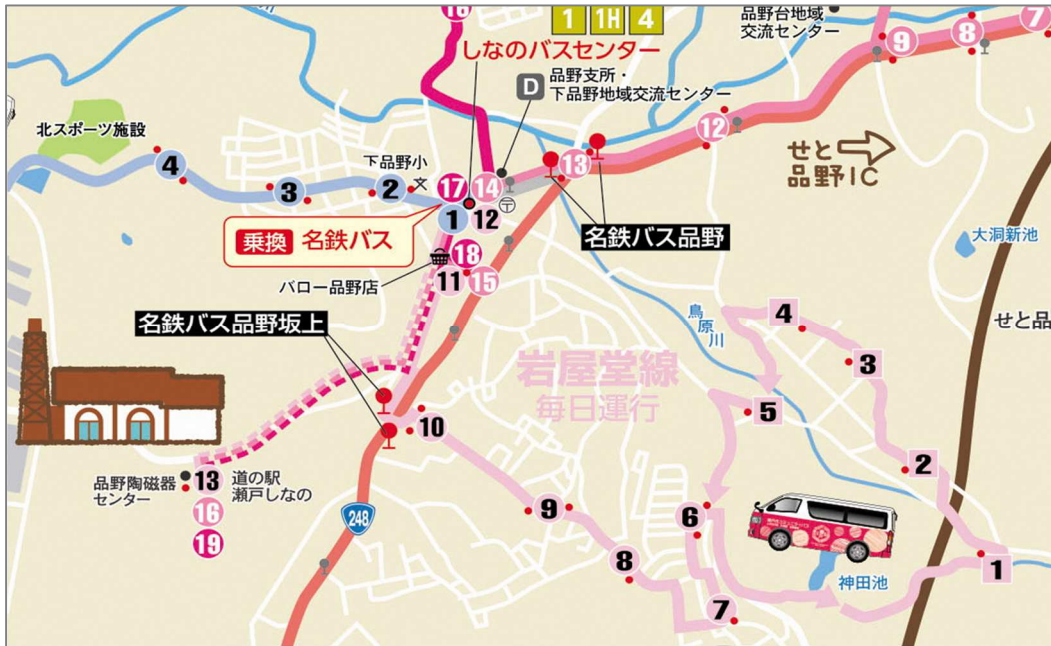 18
1 1H 4
しなのバスセンター
D 品野支所・
下品野地域交流センター
品野台地域
交流センター
9
8
7
12
13
せと
品野IC
北スポーツ施設
4
3
2
下品野小
文
17
14
1
12
〒
乗換 名鉄バス
名鉄バス品野
18
11
15
バロー品野店
名鉄バス品野坂上
大洞新池
せと品
鳥原
川
4
3
5
2
1
岩屋堂線
毎日運行
10
9
8
7
6
神田池
248
品野陶磁器
センター
13
道の駅
瀬戸しなの
16
19